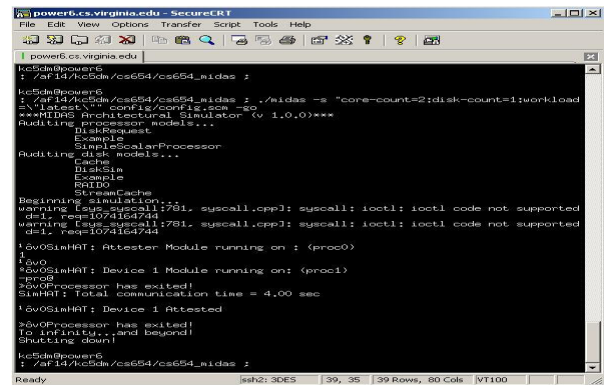 power6.cs.virginia.edu - SecureCRT
File Edit View Options Transfer Script Tools Help
power6.cs.virginia.edu
kc5dm@power6
: /af14/kc5dm/cs654/cs654_midas ;
kc5dm@power6
: /af14/kc5dm/cs654/cs654_midas ; ./midas -s "core-count=2;disk-count=1;workload
=\"latest\"" config/config.scm -go
***MIDAS Architectural Simulator (v 1.0.0)***
Auditing processor models...
DiskRequest
Example
SimpleScalarProcessor
Auditing disk models...
Cache
DiskSim
Example
RAID0
StreamCache
Beginning simulation...
warning [sys_syscall:781, syscall.cpp]: syscall: ioctl: ioctl code not supported
d=1, req=1074164744
warning [sys_syscall:781, syscall.cpp]: syscall: ioctl: ioctl code not supported
d=1, req=1074164744
¹ôv0SimHAT: Attester Module running on : (proc0)
1
¹ôv0
ºôv0SimHAT: Device 1 Module running on: (proc1)
-pro@
»ôv0Processor has exited!
SimHAT: Total communication time = 4.00 sec
¹ôv0SimHAT: Device 1 Attested
»ôv0Processor has exited!
To infinity...and beyond!
Shutting down!
kc5dm@power6
: /af14/kc5dm/cs654/cs654_midas ;
Ready ssh2: 3DES 39, 35 39 Rows, 80 Cols VT100